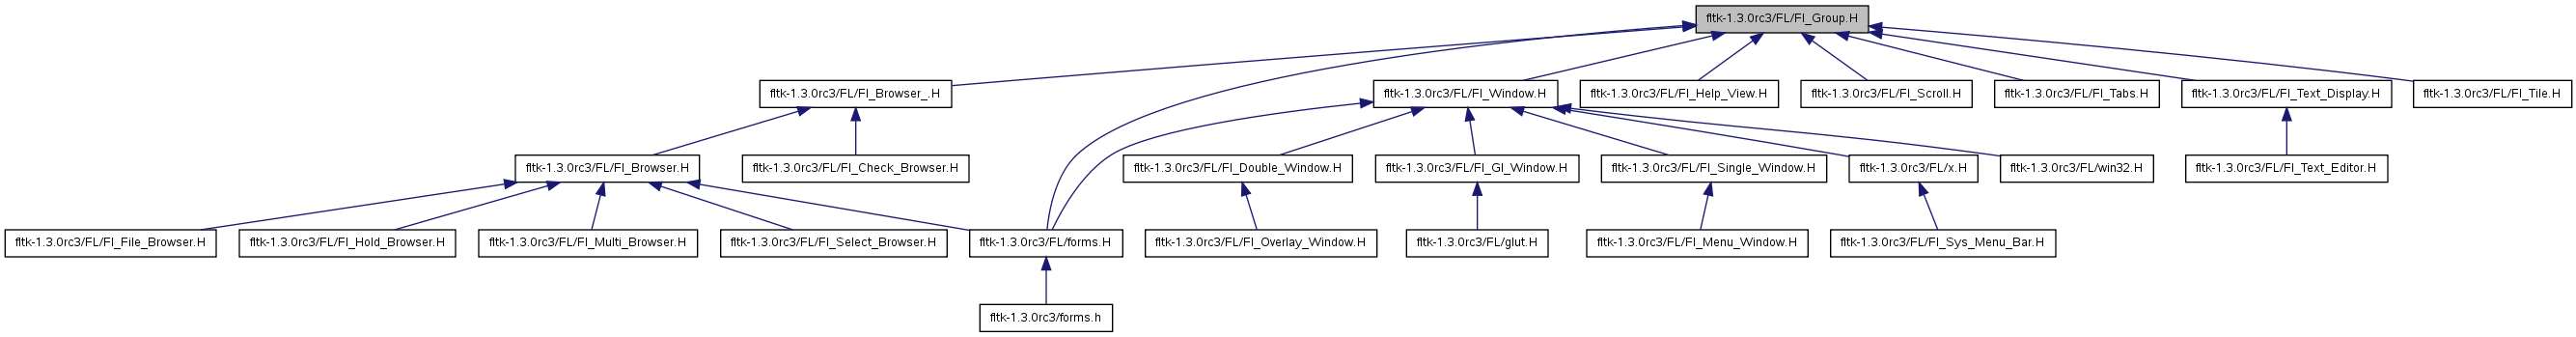 fltk-1.3.0rc3/FL/Fl_Group.H
fltk-1.3.0rc3/FL/Fl_Browser_.H
fltk-1.3.0rc3/FL/Fl_Window.H
fltk-1.3.0rc3/FL/Fl_Help_View.H
fltk-1.3.0rc3/FL/Fl_Scroll.H
fltk-1.3.0rc3/FL/Fl_Tabs.H
fltk-1.3.0rc3/FL/Fl_Text_Display.H
fltk-1.3.0rc3/FL/Fl_Tile.H
fltk-1.3.0rc3/FL/Fl_Browser.H
fltk-1.3.0rc3/FL/Fl_Check_Browser.H
fltk-1.3.0rc3/FL/Fl_Double_Window.H
fltk-1.3.0rc3/FL/Fl_Gl_Window.H
fltk-1.3.0rc3/FL/Fl_Single_Window.H
fltk-1.3.0rc3/FL/x.H
fltk-1.3.0rc3/FL/win32.H
fltk-1.3.0rc3/FL/Fl_Text_Editor.H
fltk-1.3.0rc3/FL/Fl_File_Browser.H
fltk-1.3.0rc3/FL/Fl_Hold_Browser.H
fltk-1.3.0rc3/FL/Fl_Multi_Browser.H
fltk-1.3.0rc3/FL/Fl_Select_Browser.H
fltk-1.3.0rc3/FL/forms.H
fltk-1.3.0rc3/FL/Fl_Overlay_Window.H
fltk-1.3.0rc3/FL/glut.H
fltk-1.3.0rc3/FL/Fl_Menu_Window.H
fltk-1.3.0rc3/FL/Fl_Sys_Menu_Bar.H
fltk-1.3.0rc3/forms.h